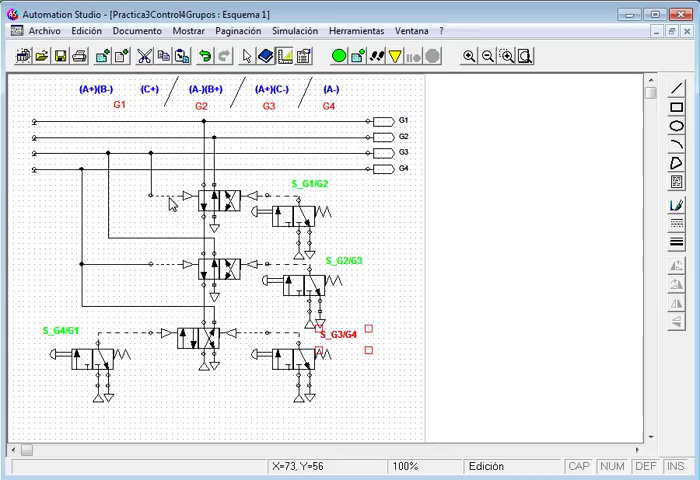 Automation Studio - [Practica3Control4Grupos : Esquema 1]
Archivo Edición Documento Mostrar Paginación Simulación Herramientas Ventana ?
(A+)(B-) (C+) (A-)(B+) (A+)(C-) (A-)
G1 G2 G3 G4
G1
G2
G3
G4
S_G1/G2
S_G2/G3
S_G4/G1
S_G3/G4
X=73, Y=56 100% Edición CAP NUM DEF INS